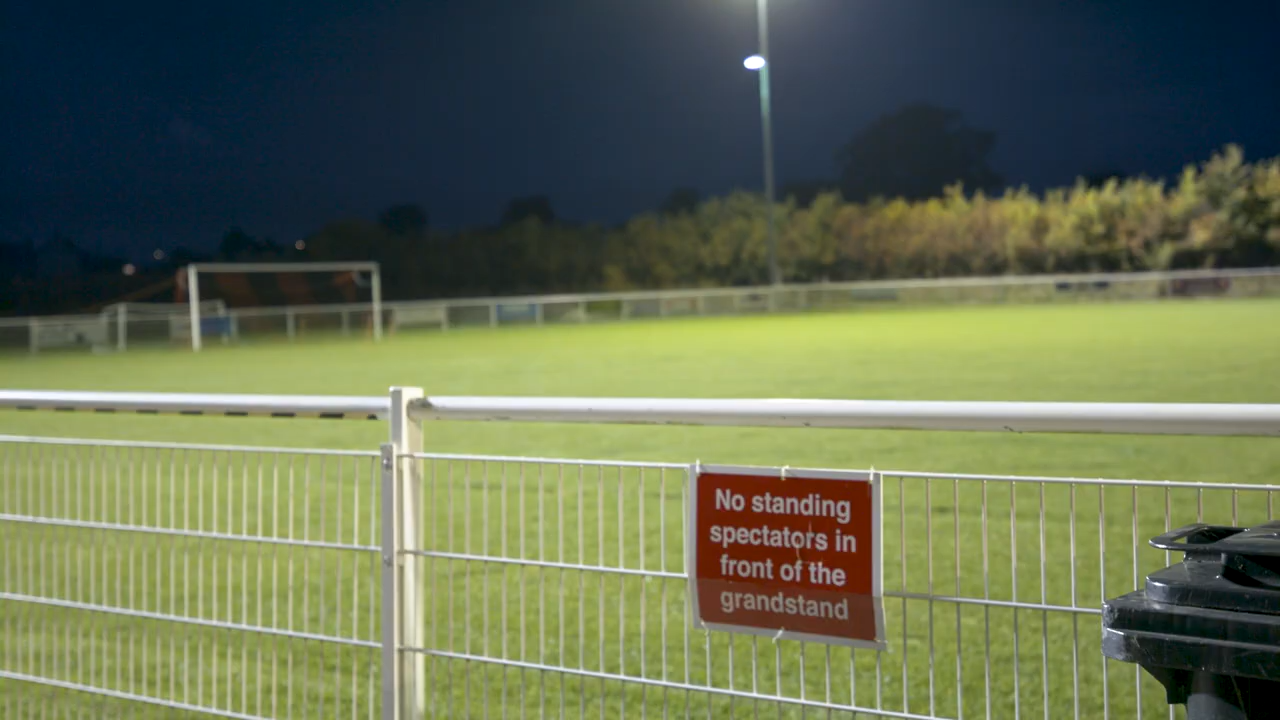 No standing
spectators in
front of the
grandstand